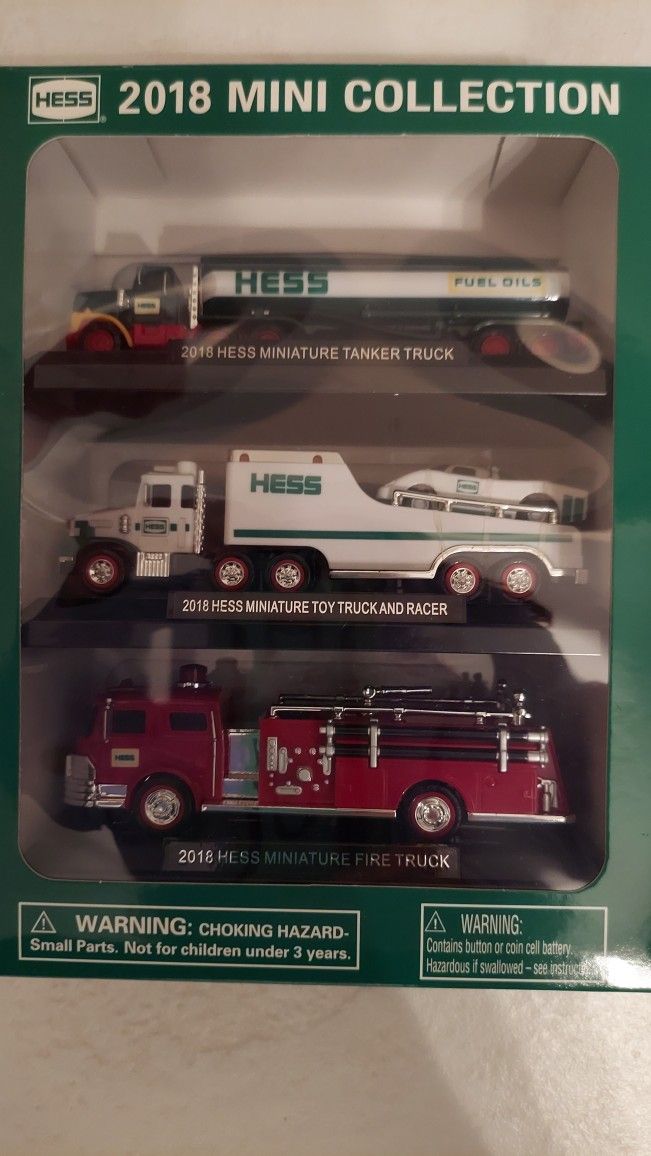 HESS® 2018 MINI COLLECTION
HESS FUEL OILS
HESS
2018 HESS MINIATURE TANKER TRUCK
HESS
HESS
HESS
2018 HESS MINIATURE TOY TRUCK AND RACER
HESS
2018 HESS MINIATURE FIRE TRUCK
WARNING: CHOKING HAZARD-
Small Parts. Not for children under 3 years.
WARNING:
Contains button or coin cell battery.
Hazardous if swallowed – see